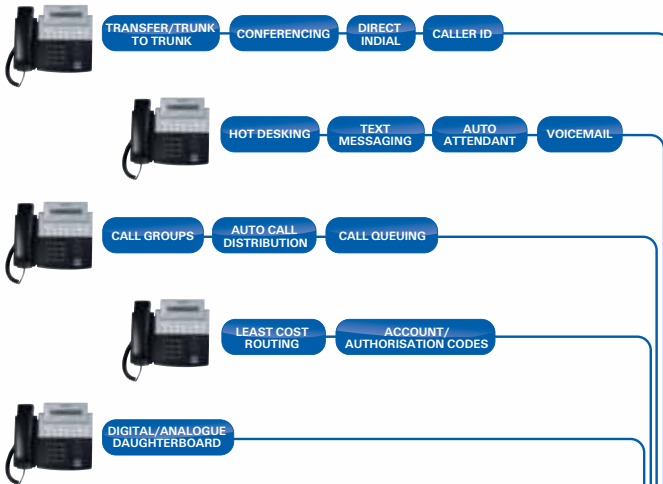 TRANSFER/TRUNK
TO TRUNK
CONFERENCING
DIRECT
INDIAL
CALLER ID
HOT DESKING
TEXT
MESSAGING
AUTO
ATTENDANT
VOICEMAIL
CALL GROUPS
AUTO CALL
DISTRIBUTION
CALL QUEUING
LEAST COST
ROUTING
ACCOUNT/
AUTHORISATION CODES
DIGITAL/ANALOGUE
DAUGHTERBOARD